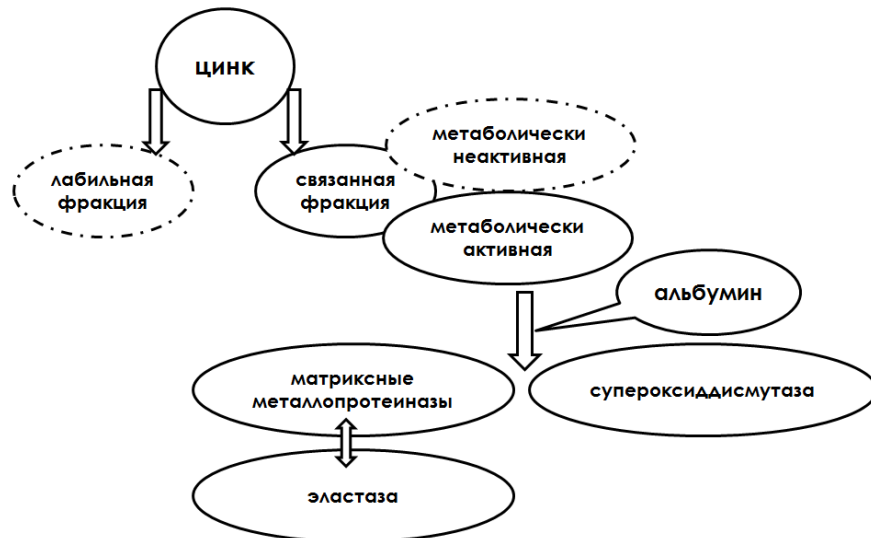 цинк
метаболически
неактивная
лабильная
фракция
связанная
фракция
метаболически
активная
альбумин
матриксные
металлопротеиназы
супероксиддисмутаза
эластаза